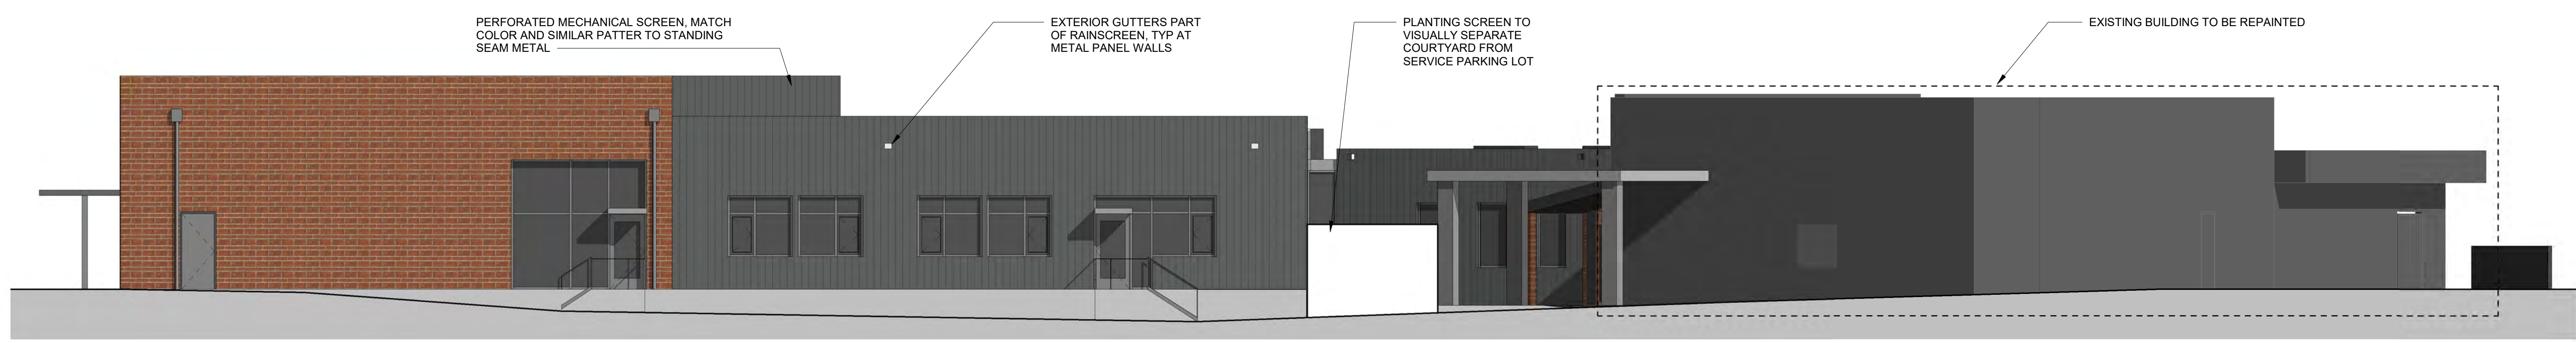 PERFORATED MECHANICAL SCREEN, MATCH
COLOR AND SIMILAR PATTER TO STANDING
SEAM METAL
EXTERIOR GUTTERS PART
OF RAINSCREEN, TYP AT
METAL PANEL WALLS
PLANTING SCREEN TO
VISUALLY SEPARATE
COURTYARD FROM
SERVICE PARKING LOT
EXISTING BUILDING TO BE REPAINTED